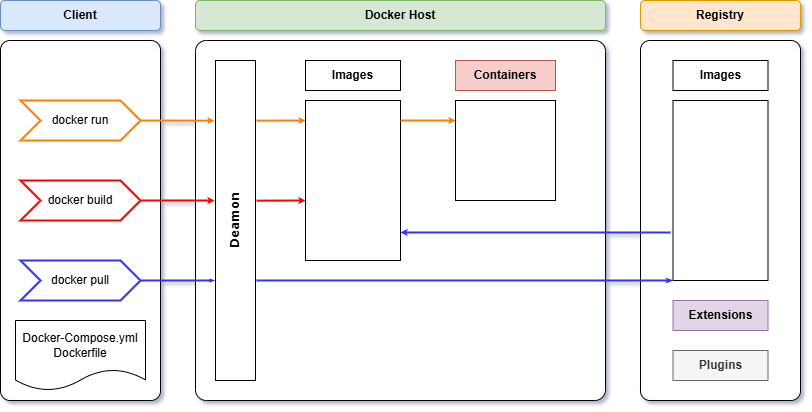 Client
Docker Host
Registry
Images
Containers
Images
docker run
docker build
Deamon
docker pull
Docker-Compose.yml
Dockerfile
Extensions
Plugins